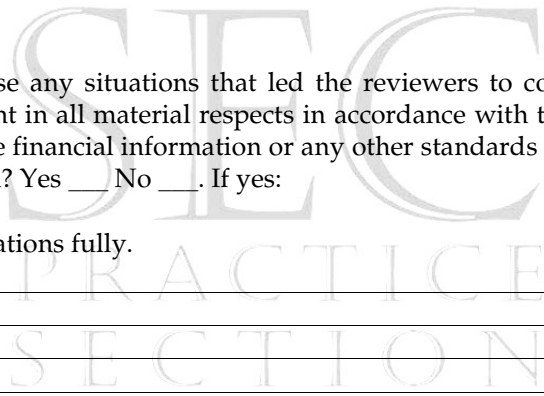 SEC
se any situations that led the reviewers to co
nt in all material respects in accordance with t
e financial information or any other standards
? Yes ___ No ___. If yes:
ations fully.
PRACTICE
SECTION